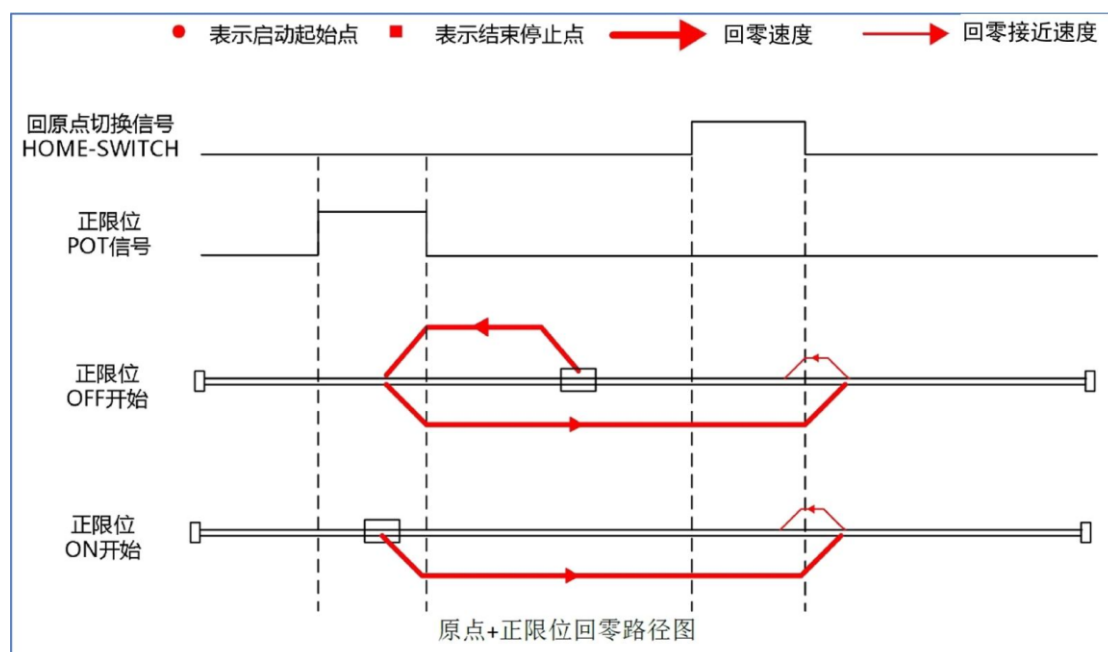 表示启动起始点 表示结束停止点 回零速度 回零接近速度
回原点切换信号
HOME-SWITCH
正限位
POT信号
正限位
OFF开始
正限位
ON开始
原点+正限位回零路径图